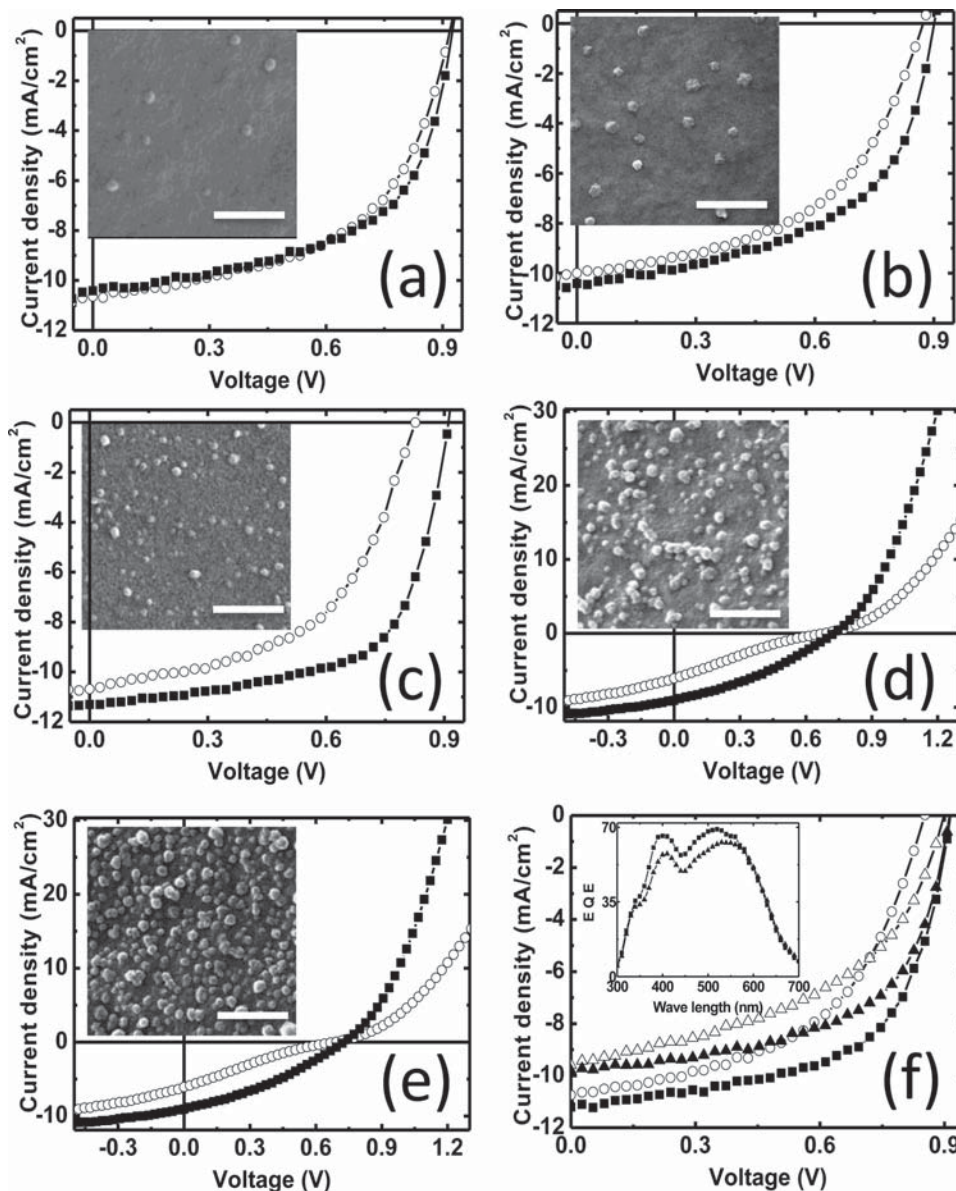 0
-2
-4
-6
-8
-10
-12
Current density (mA/cm²)
0.0 0.3 0.6 0.9
Voltage (V)
(a)
0
-2
-4
-6
-8
-10
-12
Current density (mA/cm²)
0.0 0.3 0.6 0.9
Voltage (V)
(b)
0
-2
-4
-6
-8
-10
-12
Current density (mA/cm²)
0.0 0.3 0.6 0.9
Voltage (V)
(c)
30
20
10
0
-10
Current density (mA/cm²)
-0.3 0.0 0.3 0.6 0.9 1.2
Voltage (V)
(d)
30
20
10
0
-10
Current density (mA/cm²)
-0.3 0.0 0.3 0.6 0.9 1.2
Voltage (V)
(e)
0
-2
-4
-6
-8
-10
-12
Current density (mA/cm²)
70
35
0
EQE
300 400 500 600 700
Wave length (nm)
0.0 0.3 0.6 0.9
Voltage (V)
(f)